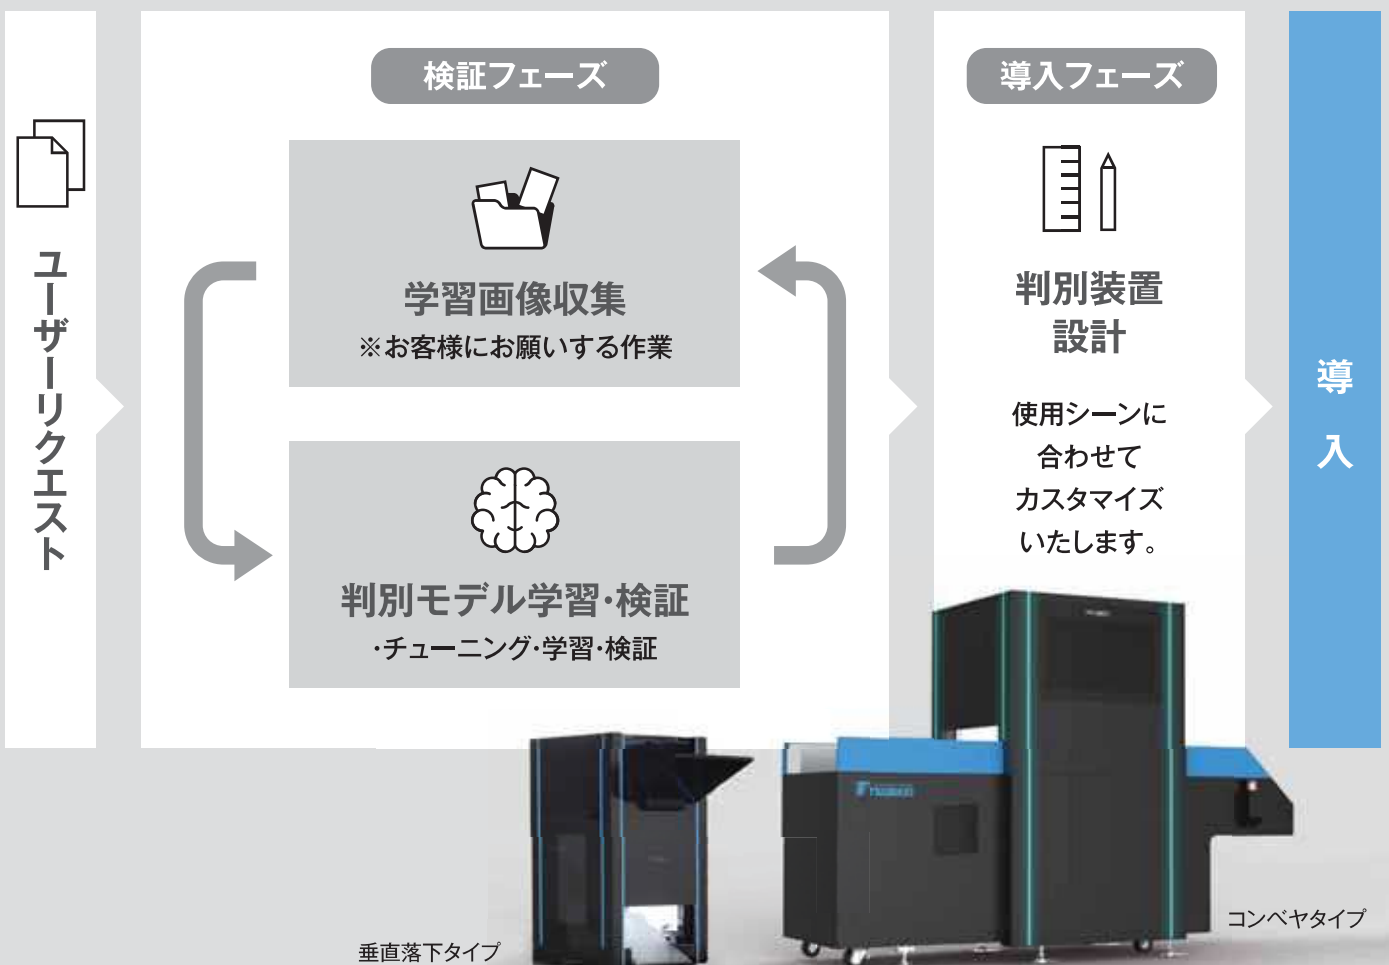 ユーザーリクエスト
検証フェーズ
学習画像収集
※お客様にお願いする作業
判別モデル学習・検証
・チューニング・学習・検証
導入フェーズ
判別装置
設計
使用シーンに
合わせて
カスタマイズ
いたします。
導入
垂直落下タイプ
コンベヤタイプ